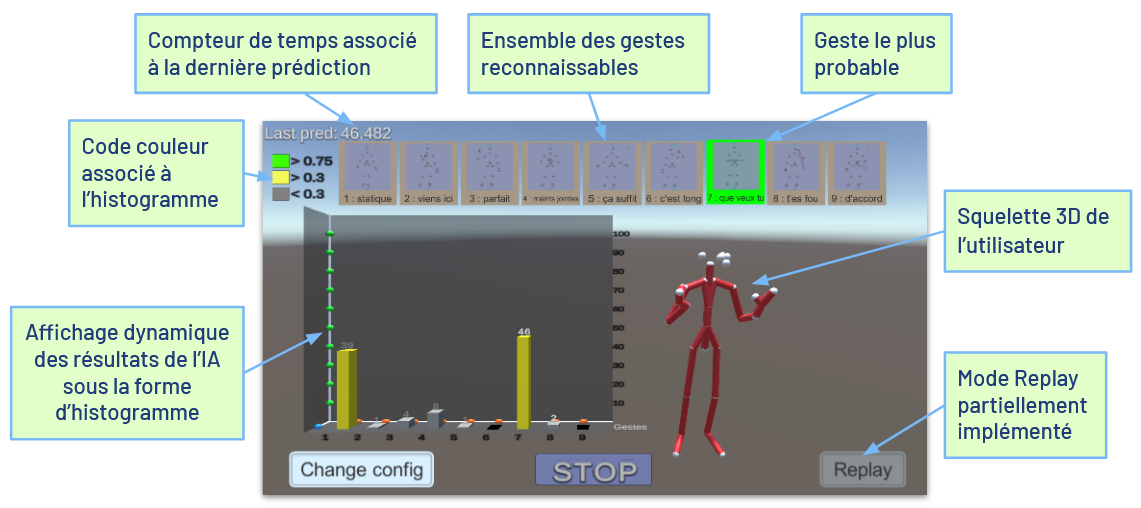 Compteur de temps associé
à la dernière prédiction
Ensemble des gestes
reconnaissables
Geste le plus
probable
Code couleur
associé à
l’histogramme
Last pred: 46,482
> 0.75
> 0.3
< 0.3
1 : statique
2 : viens ici
3 : parfait
4 : meints jointes
5 : ça suffit
6 : c'est long
7 : que veux tu
8 : t'es fou
9 : d'accord
Squelette 3D de
l’utilisateur
Affichage dynamique
des résultats de l’IA
sous la forme
d’histogramme
100
90
80
70
60
50
40
30
20
10
39
1
4
8
1
46
2
Gestes
1 2 3 4 5 6 7 8 9
Mode Replay
partiellement
implémenté
Change config
STOP
Replay